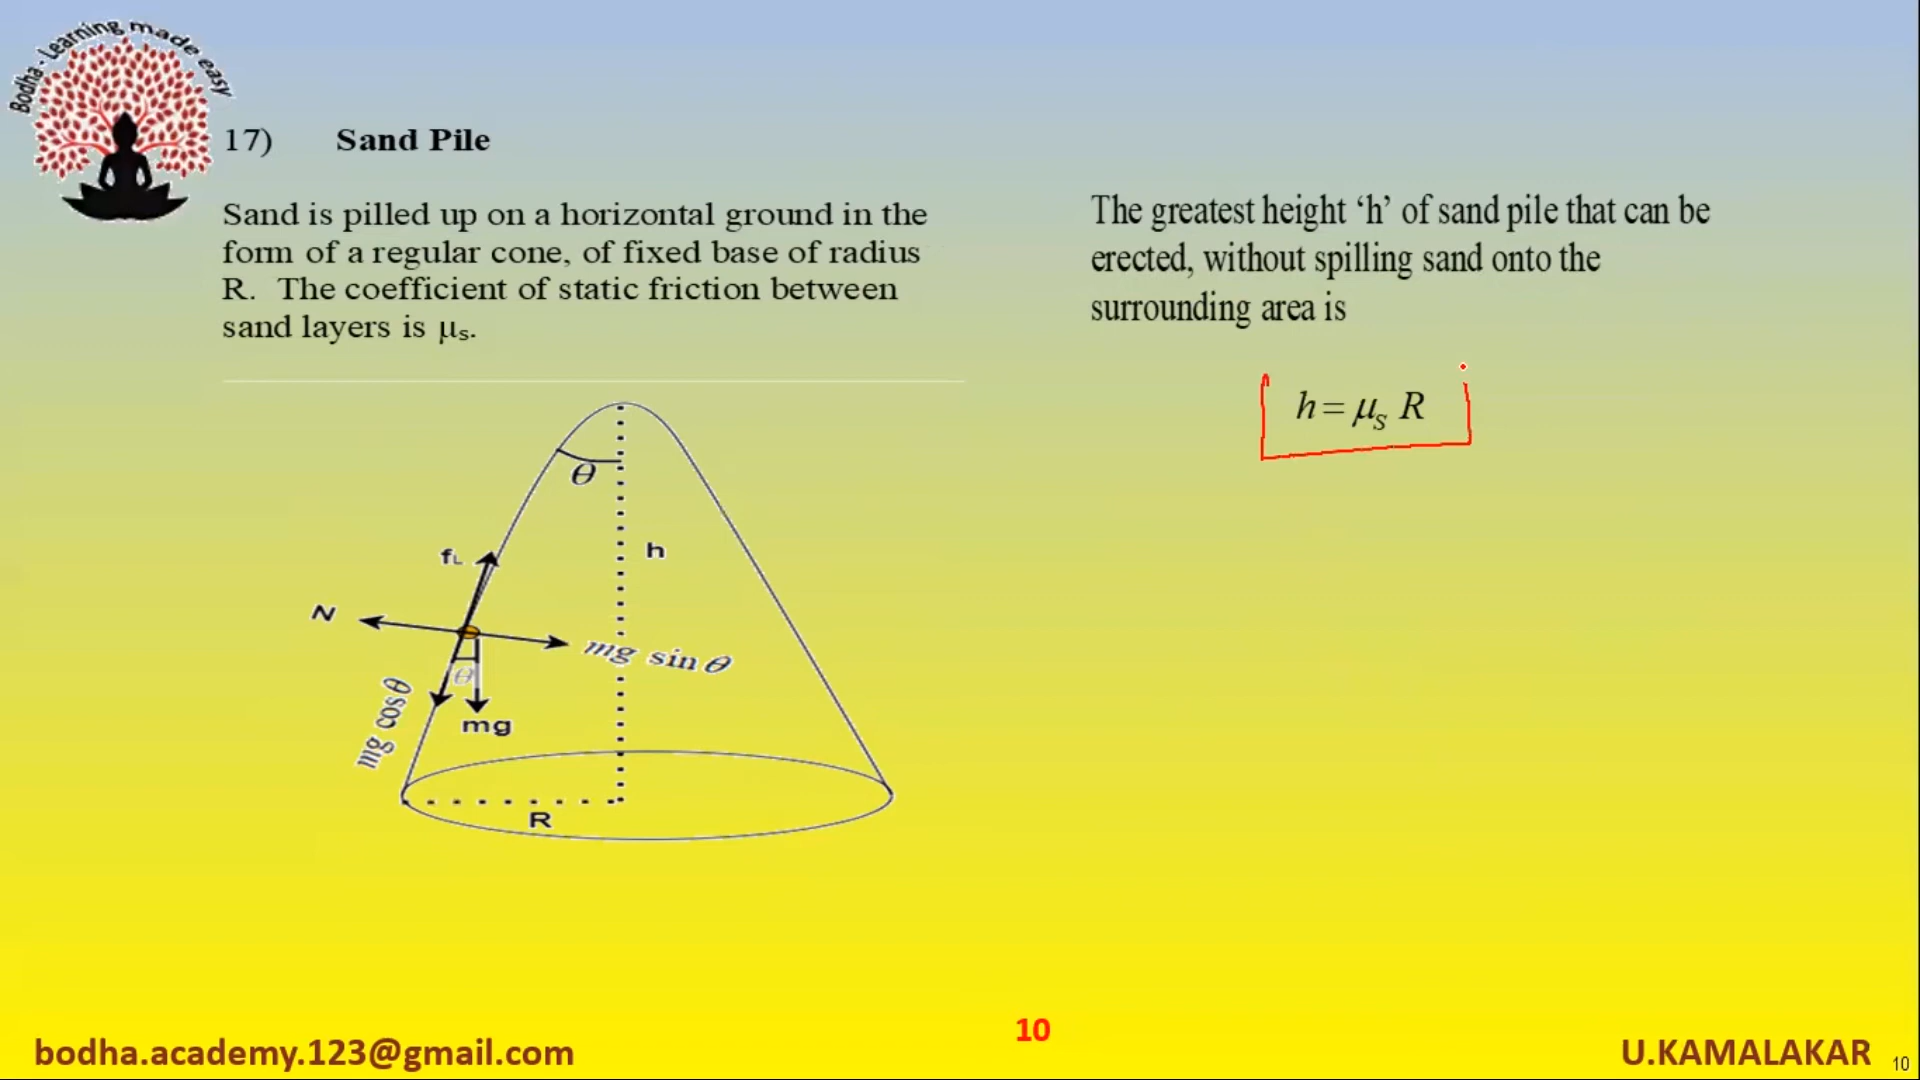 Bodha - Learning made easy
17) Sand Pile
Sand is pilled up on a horizontal ground in the
form of a regular cone, of fixed base of radius
R. The coefficient of static friction between
sand layers is μs.
The greatest height ‘h’ of sand pile that can be
erected, without spilling sand onto the
surrounding area is
h = μs R
θ
h
fL
N
mg sin θ
θ
mg cosθ
mg
R
10
bodha.academy.123@gmail.com
U.KAMALAKAR
10